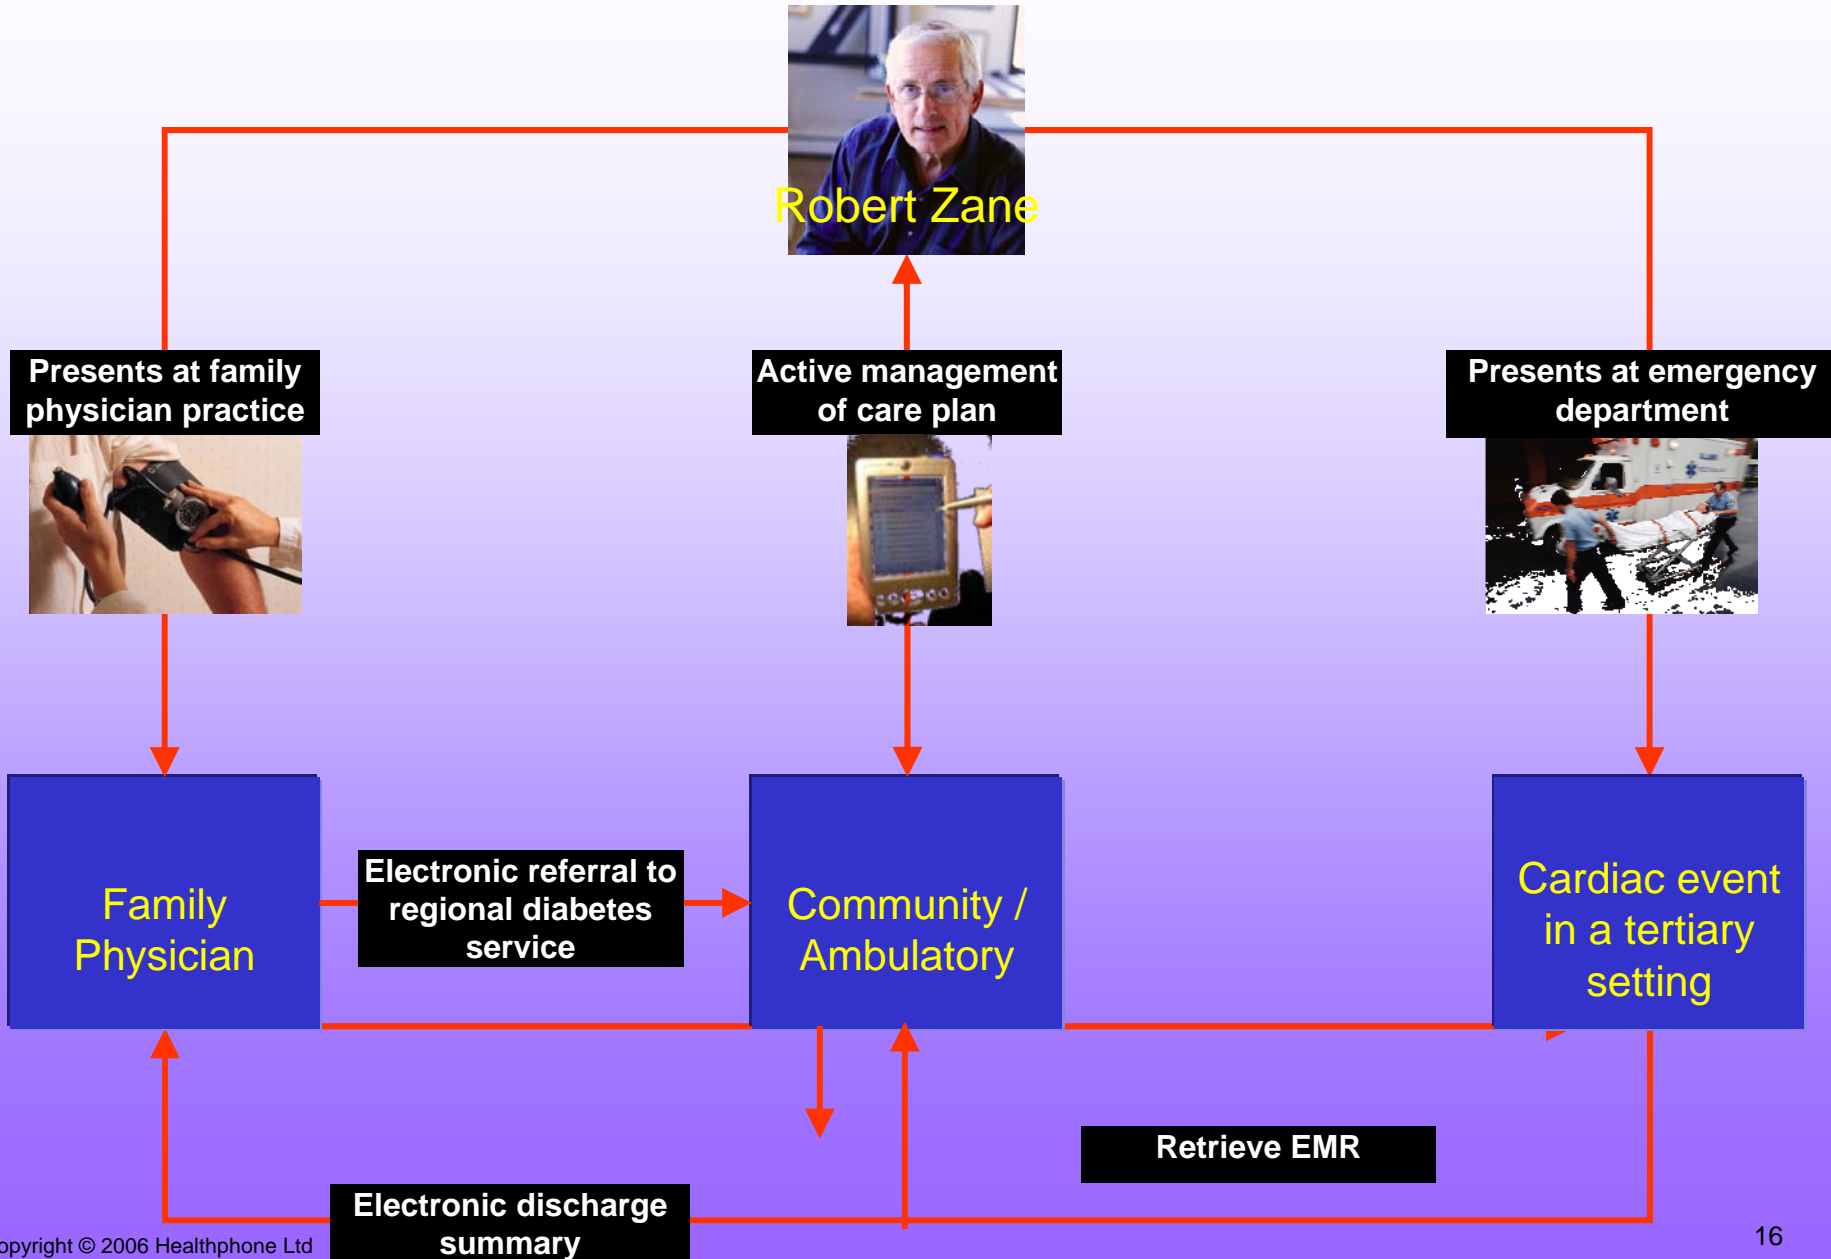 Robert Zane
Presents at family
physician practice
Active management
of care plan
Presents at emergency
department
Family
Physician
Electronic referral to
regional diabetes
service
Community /
Ambulatory
Cardiac event
in a tertiary
setting
Retrieve EMR
Electronic discharge
summary
opyright © 2006 Healthphone Ltd
16